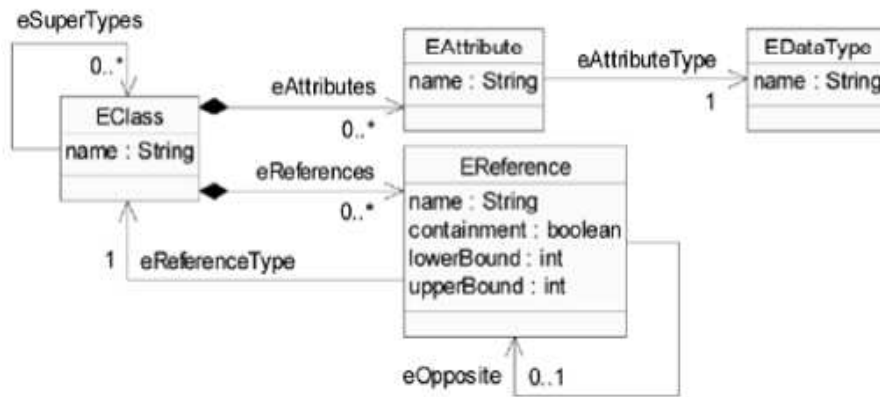 eSuperTypes
0..*
EClass
name : String
eAttributes
0..*
EAttribute
name : String
eAttributeType
1
EDataType
name : String
eReferences
0..*
EReference
name : String
containment : boolean
lowerBound : int
upperBound : int
1
eReferenceType
eOpposite
0..1